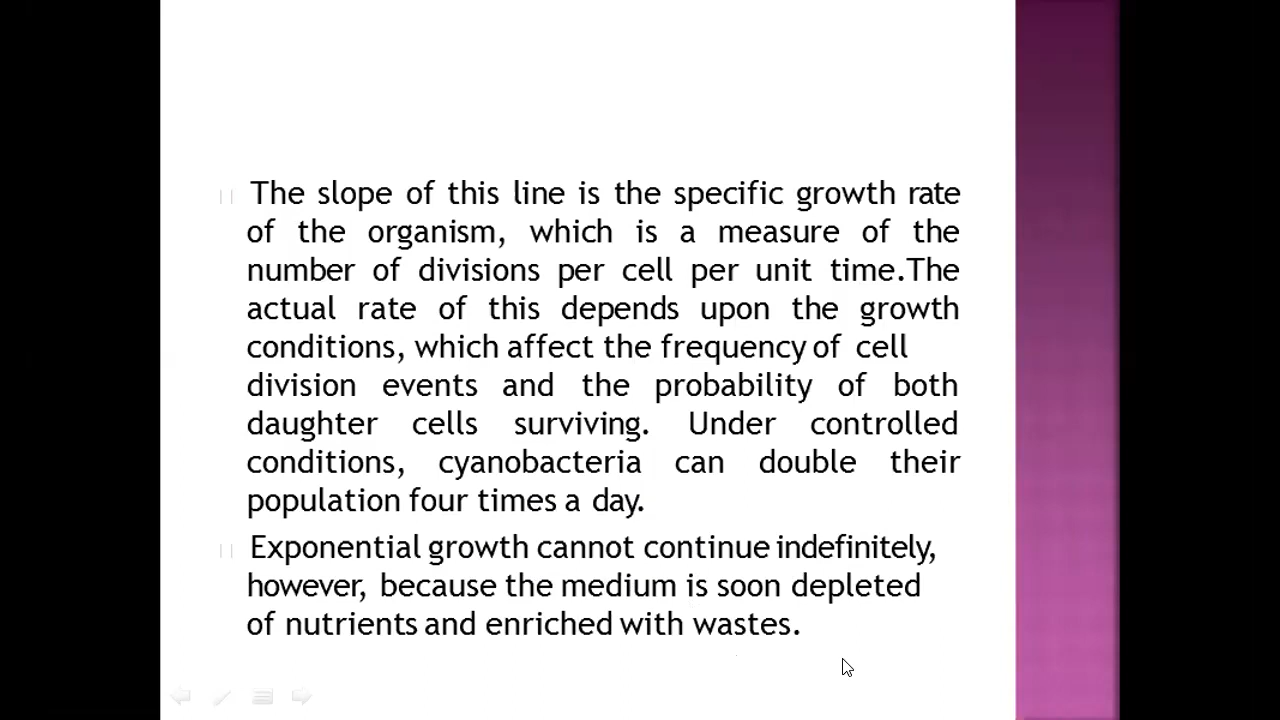 The slope of this line is the specific growth rate
of the organism, which is a measure of the
number of divisions per cell per unit time.The
actual rate of this depends upon the growth
conditions, which affect the frequency of cell
division events and the probability of both
daughter cells surviving. Under controlled
conditions, cyanobacteria can double their
population four times a day.
Exponential growth cannot continue indefinitely,
however, because the medium is soon depleted
of nutrients and enriched with wastes.